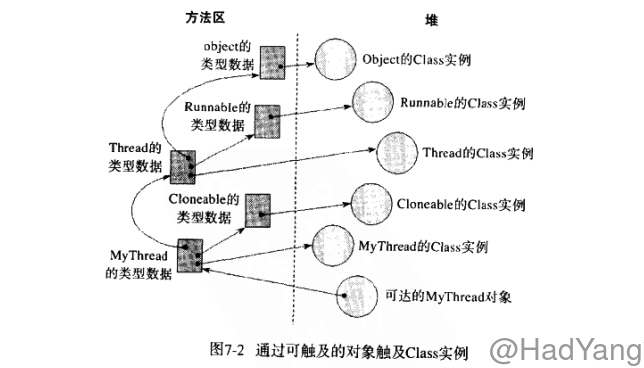 方法区
堆
object的
类型数据
Object的Class实例
Runnable的
类型数据
Runnable的Class实例
Thread的
类型数据
Thread的Class实例
Cloneable的
类型数据
Cloneable的Class实例
MyThread的Class实例
MyThread
的类型数据
可达的MyThread对象
图7-2 通过可触及的对象触及Class实例
@HadYang